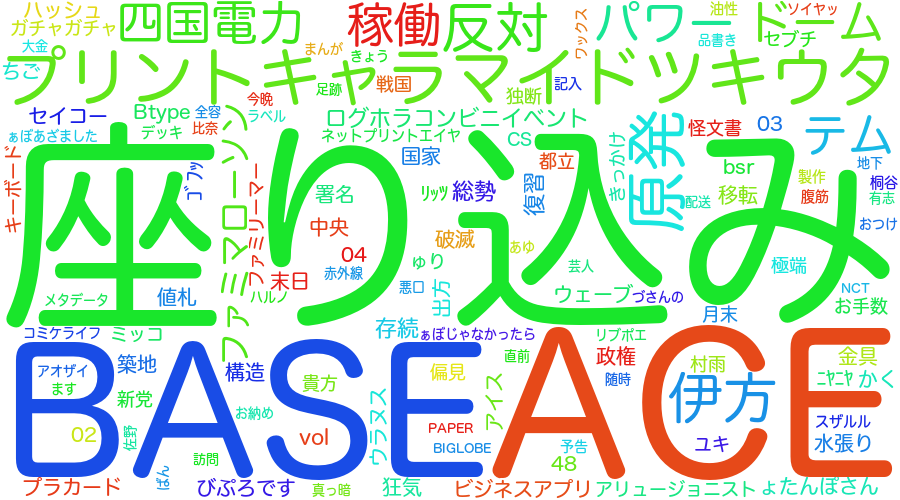 ハッシュ
ガチャガチャ
四国電力
まんが
きょう
稼働
反対
ワックス
パワー
品書き
油性
ドーム
ソイヤッ
セブチ
大金
ちご
プリントキャラマイドツキウタ
足跡
戦国
独断
記入
セイコー
Btype
全容
今晩
ラベル
ログホラコンビニイベント
ネットプリントエイヤ
CS
きっかけ
原発
怪文書
03
テム
地下
ぁぼあざました
デッキ
比奈
キーボード
ゴフッ
ファミマローソン
ファミリーマー
国家
都立
bsr
製作
移転
配送
腹筋
桐谷
有志
座り込み
署名
リッツ
総勢
復習
中央
破滅
あゆ
おつけ
04
末日
赤外線
ゅり
悪口
出方
芸人
極端
メタデータ
値札
ハルノ
ウェーブ
づさんの
NCT
お手数
コミケライフ
ミッコ
存続
ぁぼじゃなかったら
リプポエ
月末
BASE
ACE
アオザイ
ます
築地
構造
貴方
偏見
直前
政権
随時
村雨
金具
ニヤニヤ
かく
新党
お納め
ウラヌス
アイス
伊方
スザルル
02
佐野
vol
PAPER
BIGLOBE
予告
ユキ
水張り
訪問
48
プラカード
ぱん
びぷろです
真っ暗
狂気
ビジネスアプリ
アリュージョニスト
ょたんぽさん